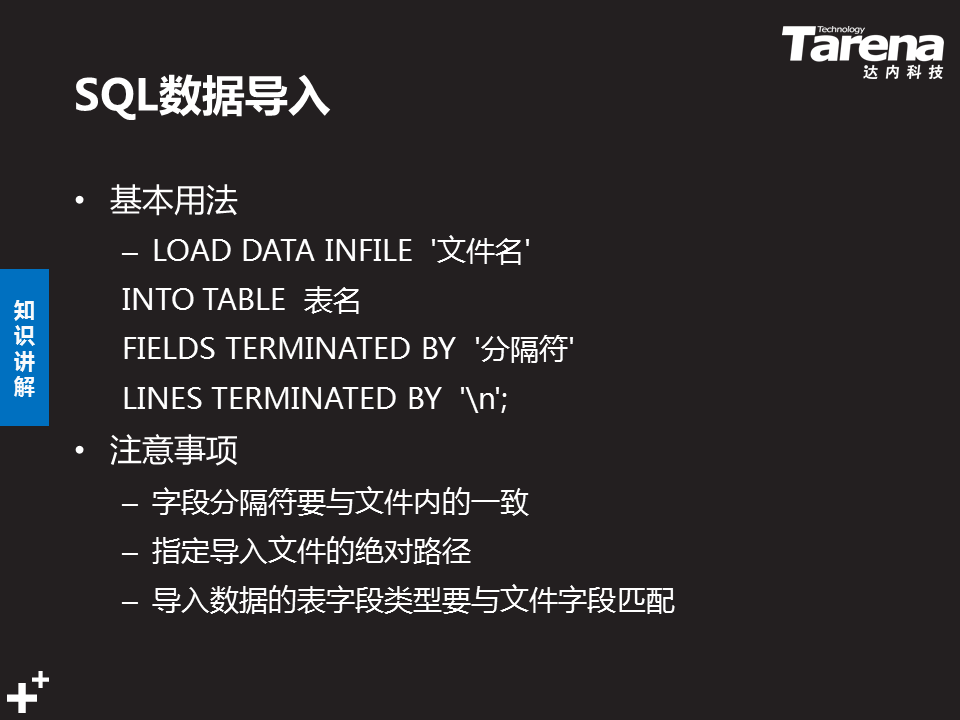 Technology
Tarena
达内科技
SQL数据导入
• 基本用法
– LOAD DATA INFILE '文件名'
INTO TABLE 表名
FIELDS TERMINATED BY '分隔符'
LINES TERMINATED BY '\n';
• 注意事项
– 字段分隔符要与文件内的一致
– 指定导入文件的绝对路径
– 导入数据的表字段类型要与文件字段匹配
知识讲解